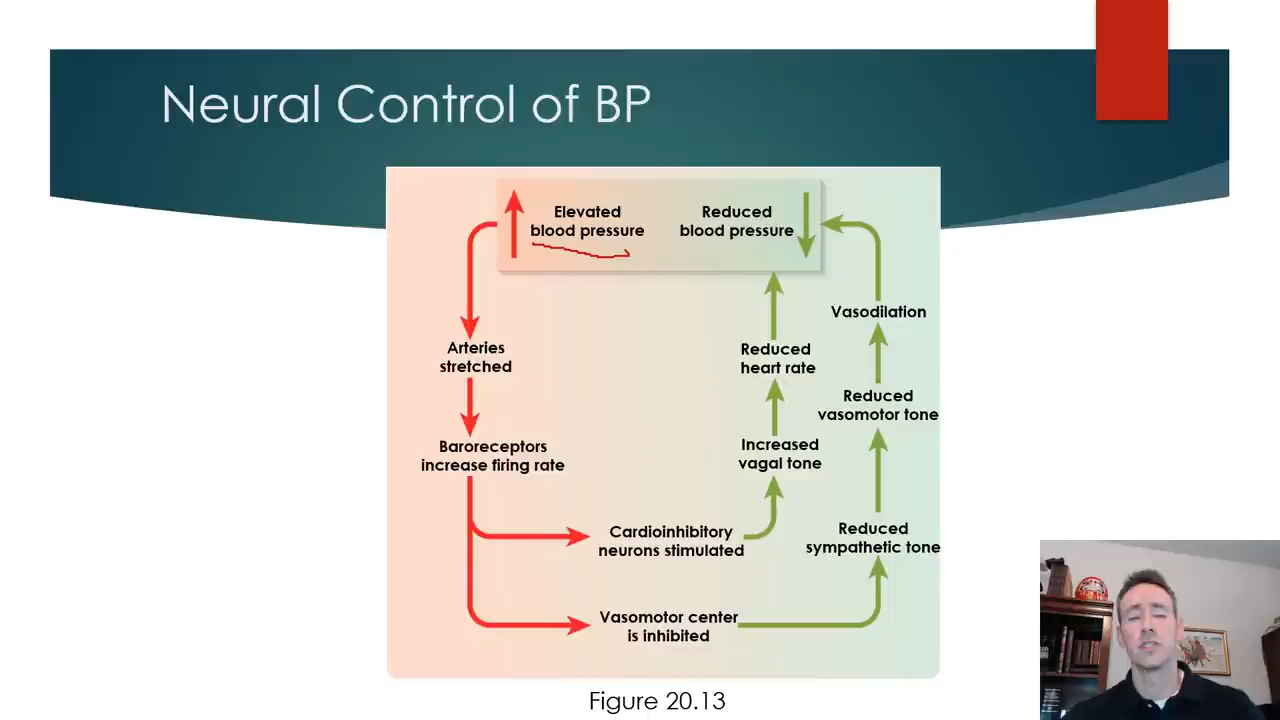 Neural Control of BP
Elevated
blood pressure
Reduced
blood pressure
Arteries
stretched
Baroreceptors
increase firing rate
Cardioinhibitory
neurons stimulated
Vasomotor center
is inhibited
Increased
vagal tone
Reduced
heart rate
Reduced
sympathetic tone
Reduced
vasomotor tone
Vasodilation
Figure 20.13